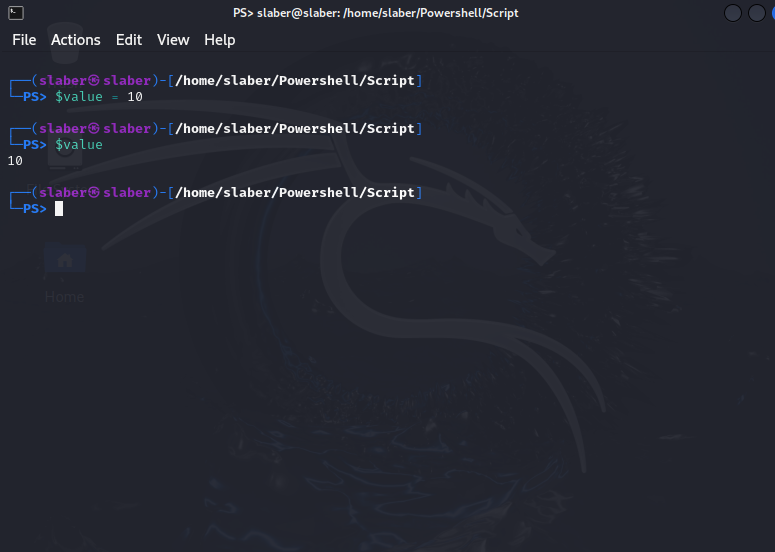 PS> slaber@slaber: /home/slaber/Powershell/Script
File Actions Edit View Help
┌──(slaber㉿slaber)-[/home/slaber/Powershell/Script]
└─PS> $value = 10
┌──(slaber㉿slaber)-[/home/slaber/Powershell/Script]
└─PS> $value
10
┌──(slaber㉿slaber)-[/home/slaber/Powershell/Script]
└─PS>
Home